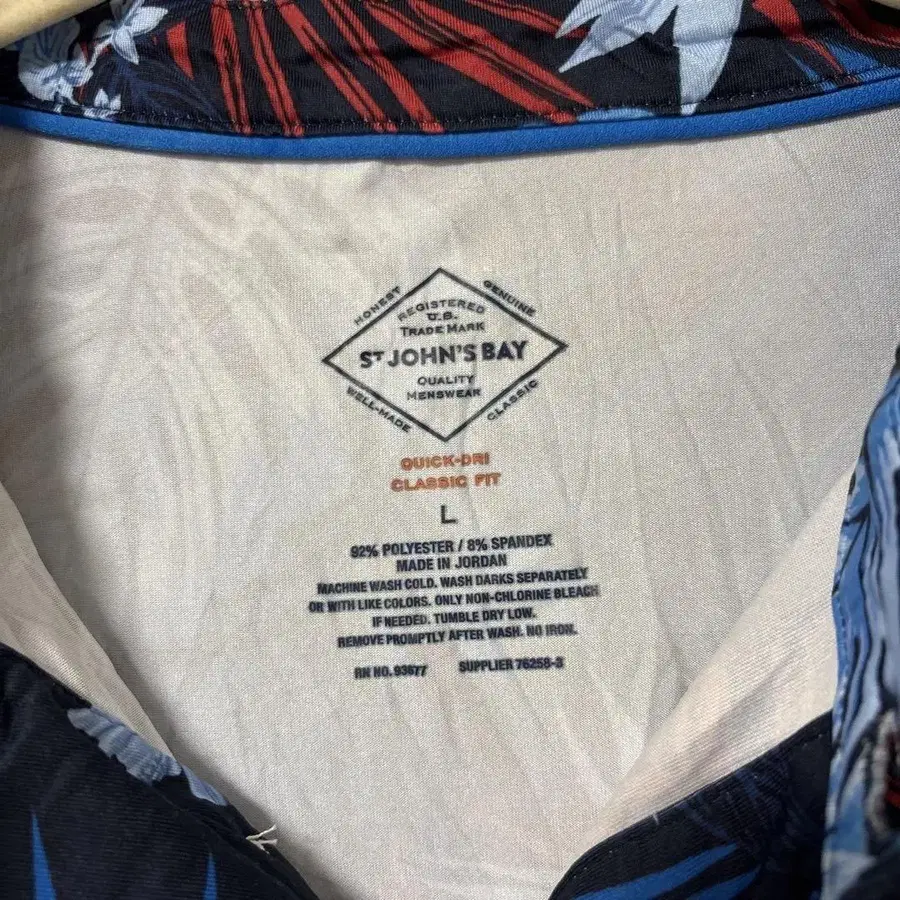 HONEST
GENUINE
REGISTERED
U.S.
TRADE MARK
ST JOHN'S BAY
QUALITY
MENSWEAR
WELL-MADE
CLASSIC
QUICK-DRI
CLASSIC FIT
L
92% POLYESTER / 8% SPANDEX
MADE IN JORDAN
MACHINE WASH COLD. WASH DARKS SEPARATELY
OR WITH LIKE COLORS. ONLY NON-CHLORINE BLEACH
IF NEEDED. TUMBLE DRY LOW.
REMOVE PROMPTLY AFTER WASH. NO IRON.
RN NO. 93677 SUPPLIER 76258-3